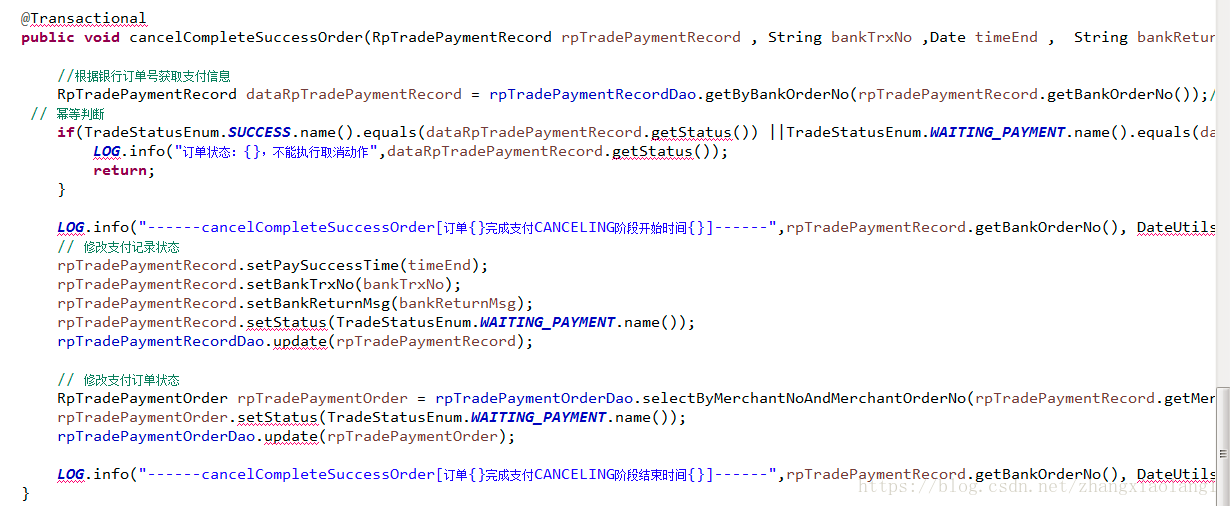 @Transactional
public void cancelCompleteSuccessOrder(RpTradePaymentRecord rpTradePaymentRecord , String bankTrxNo ,Date timeEnd ,  String bankRetur
//根据银行订单号获取支付信息
RpTradePaymentRecord dataRpTradePaymentRecord = rpTradePaymentRecordDao.getByBankOrderNo(rpTradePaymentRecord.getBankOrderNo());/
// 幂等判断
if(TradeStatusEnum.SUCCESS.name().equals(dataRpTradePaymentRecord.getStatus()) ||TradeStatusEnum.WAITING_PAYMENT.name().equals(da
LOG.info("订单状态: {}, 不能执行取消动作",dataRpTradePaymentRecord.getStatus());
return;
}
LOG.info("------cancelCompleteSuccessOrder[订单{}完成支付CANCELING阶段开始时间{}]------",rpTradePaymentRecord.getBankOrderNo(), DateUtils
// 修改支付记录状态
rpTradePaymentRecord.setPaySuccessTime(timeEnd);
rpTradePaymentRecord.setBankTrxNo(bankTrxNo);
rpTradePaymentRecord.setBankReturnMsg(bankReturnMsg);
rpTradePaymentRecord.setStatus(TradeStatusEnum.WAITING_PAYMENT.name());
rpTradePaymentRecordDao.update(rpTradePaymentRecord);
// 修改支付订单状态
RpTradePaymentOrder rpTradePaymentOrder = rpTradePaymentOrderDao.selectByMerchantNoAndMerchantOrderNo(rpTradePaymentRecord.getMer
rpTradePaymentOrder.setStatus(TradeStatusEnum.WAITING_PAYMENT.name());
rpTradePaymentOrderDao.update(rpTradePaymentOrder);
LOG.info("------cancelCompleteSuccessOrder[订单{}完成支付CANCELING阶段结束时间{}]------",rpTradePaymentRecord.getBankOrderNo(), DateUtils
}